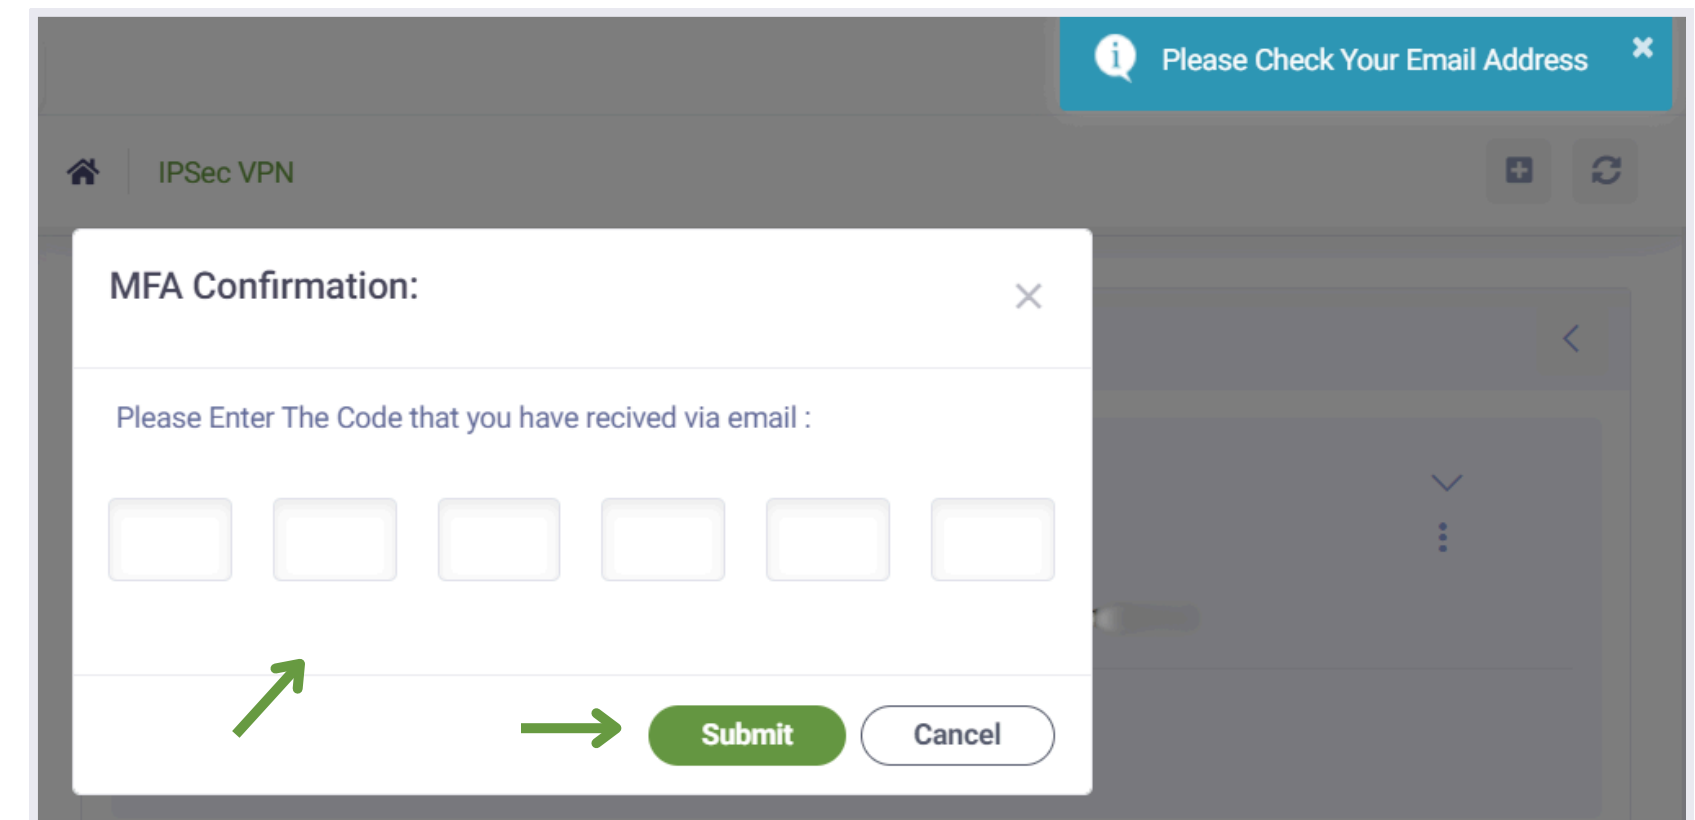 Please Check Your Email Address
IPSec VPN
MFA Confirmation:
Please Enter The Code that you have recived via email :
Submit
Cancel